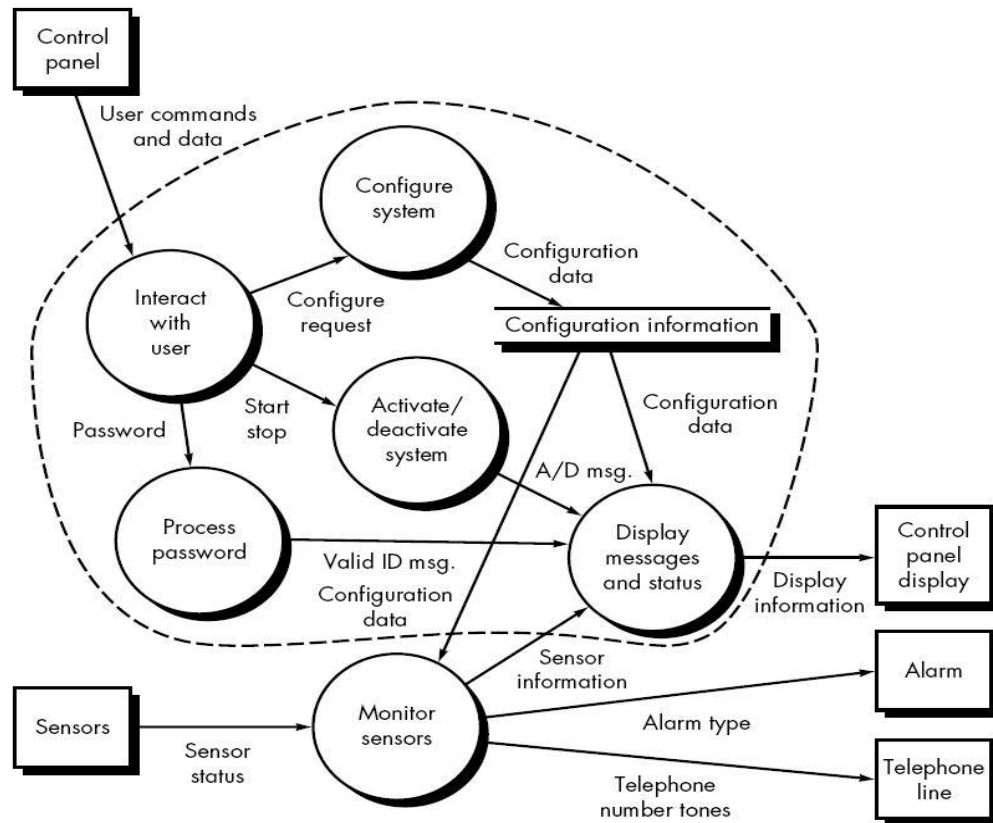 Control
panel
User commands
and data
Configure
system
Configuration
data
Interact
with
user
Configure
request
Configuration information
Start
stop
Activate/
deactivate
system
Configuration
data
Password
A/D msg.
Process
password
Valid ID msg.
Display
messages
and status
Control
panel
display
Display
information
Configuration
data
Sensor
information
Alarm
Sensors
Sensor
status
Monitor
sensors
Alarm type
Telephone
line
Telephone
number tones